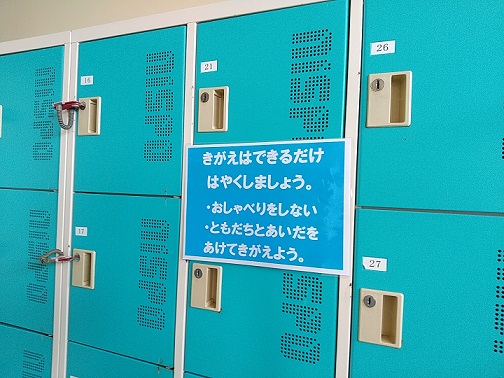 16
21
26
きがえはできるだけ
はやくしましょう。
・おしゃべりをしない
・ともだちとあいだを
あけてきがえよう。
17
27